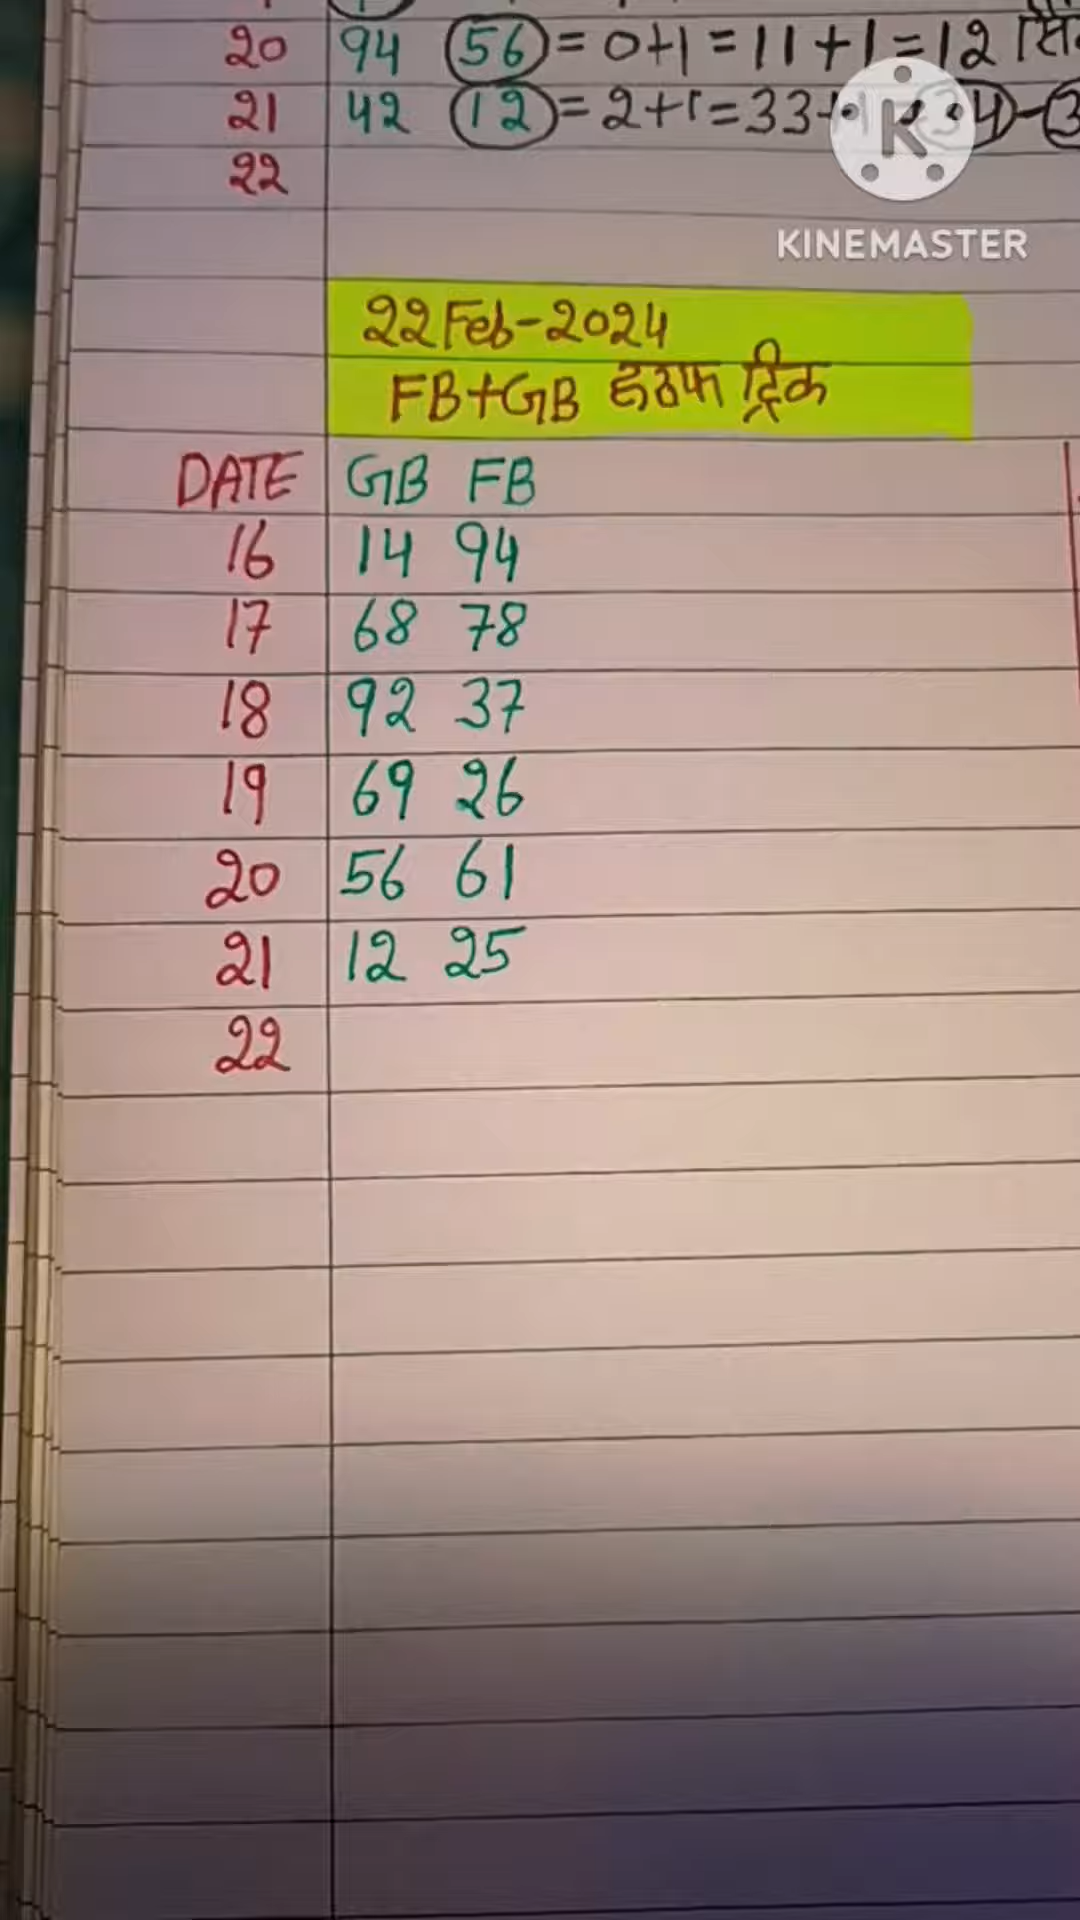 20 94 56 = 0+1 = 11+1 = 12
21 42 12 = 2+1 = 33+1
22
KINEMASTER
22Feb-2024
FB+GB हरूफ ट्रिक
DATE GB FB
16 14 94
17 68 78
18 92 37
19 69 26
20 56 61
21 12 25
22